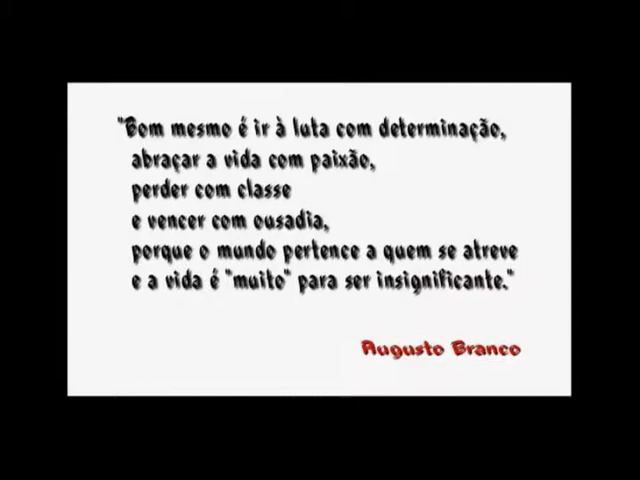 "Bom mesmo é ir à luta com determinação,
abraçar a vida com paixão,
perder com classe
e vencer com ousadia,
porque o mundo pertence a quem se atreve
e a vida é "muito" para ser insignificante."
Augusto Branco